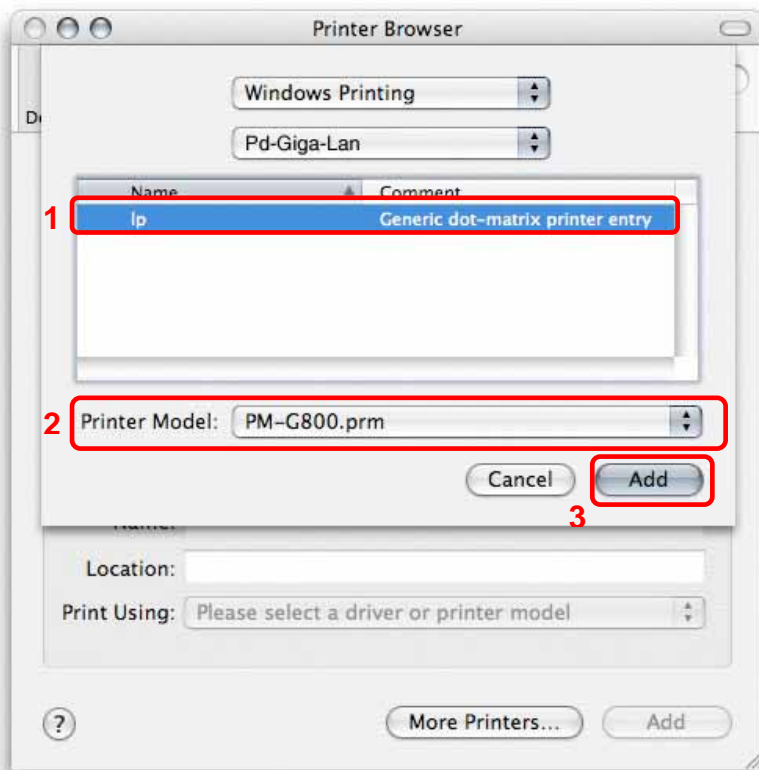 Printer Browser
Windows Printing
Pd-Giga-Lan
Name Comment
1
lp Generic dot-matrix printer entry
2 Printer Model: PM-G800.prm
Cancel Add
3
Name:
Location:
Print Using: Please select a driver or printer model
? More Printers... Add